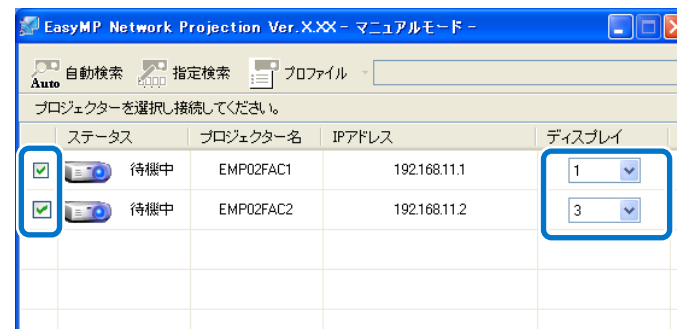 EasyMP Network Projection Ver.X.XX - マニュアルモード -
Auto 自動検索 指定検索 プロファイル
プロジェクターを選択し接続してください。
ステータス プロジェクター名 IPアドレス ディスプレイ
待機中 EMP02FAC1 192.168.11.1 1
待機中 EMP02FAC2 192.168.11.2 3